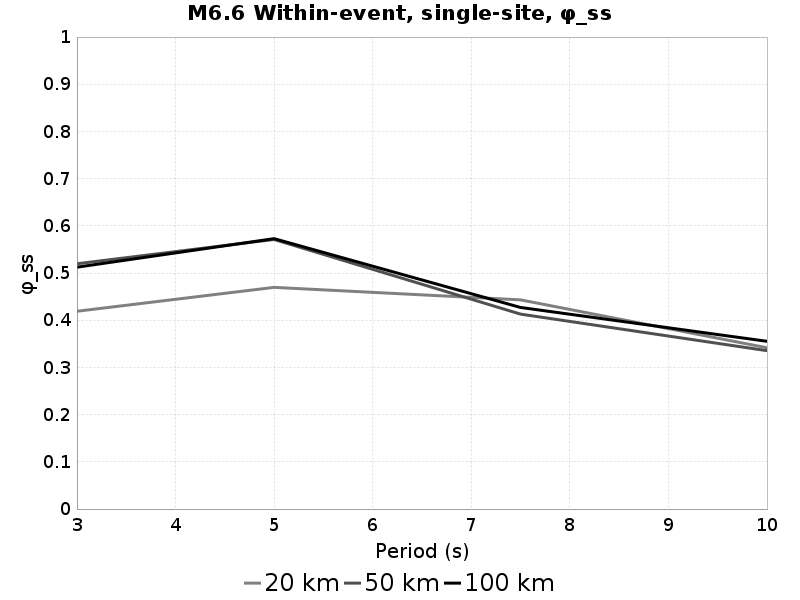 M6.6 Within-event, single-site, φ_ss
1
0.9
0.8
0.7
0.6
0.5
0.4
0.3
0.2
0.1
0
φ_ss
3 4 5 6 7 8 9 10
Period (s)
20 km 50 km 100 km